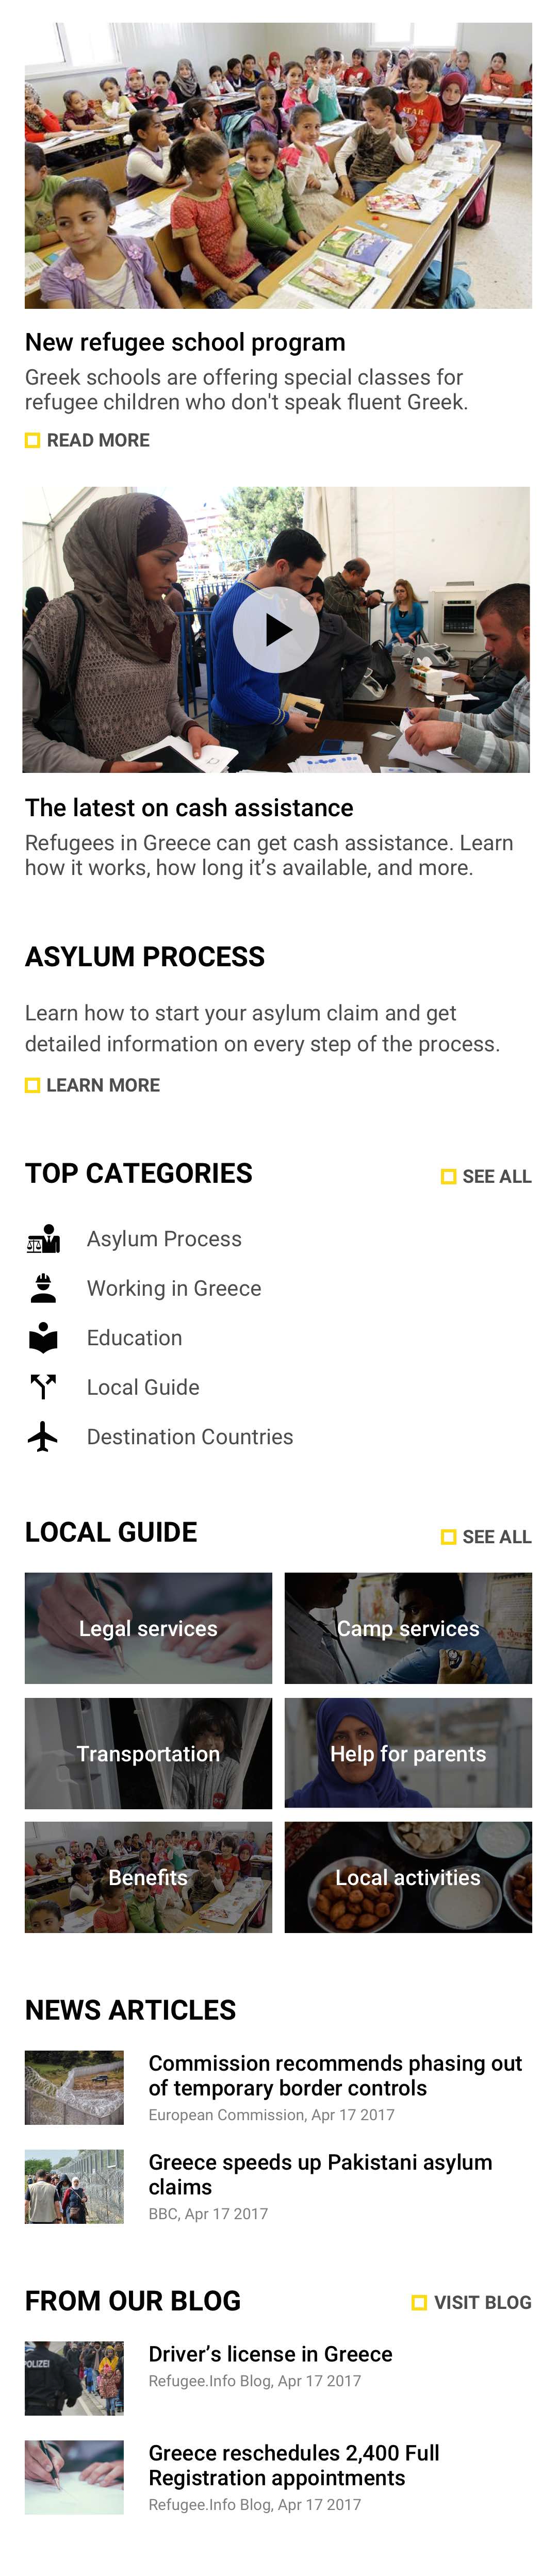 STAR
New refugee school program
Greek schools are offering special classes for
refugee children who don't speak fluent Greek.
READ MORE
The latest on cash assistance
Refugees in Greece can get cash assistance. Learn
how it works, how long it’s available, and more.
ASYLUM PROCESS
Learn how to start your asylum claim and get
detailed information on every step of the process.
LEARN MORE
TOP CATEGORIES
SEE ALL
Asylum Process
Working in Greece
Education
Local Guide
Destination Countries
LOCAL GUIDE
SEE ALL
Legal services
Camp services
Transportation
Help for parents
Benefits
Local activities
NEWS ARTICLES
Commission recommends phasing out
of temporary border controls
European Commission, Apr 17 2017
Greece speeds up Pakistani asylum
claims
BBC, Apr 17 2017
FROM OUR BLOG
VISIT BLOG
POLIZEI
Driver’s license in Greece
Refugee.Info Blog, Apr 17 2017
Greece reschedules 2,400 Full
Registration appointments
Refugee.Info Blog, Apr 17 2017